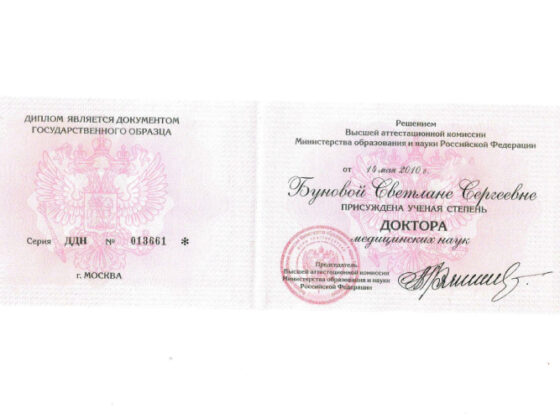 ДИПЛОМ ЯВЛЯЕТСЯ ДОКУМЕНТОМ
ГОСУДАРСТВЕННОГО ОБРАЗЦА
Серия ДДН № 013661 *
г. МОСКВА
Решением
Высшей аттестационной комиссии
Министерства образования и науки Российской Федерации
от 14 мая 2010 г.
Буновой Светлане Сергеевне
ПРИСУЖДЕНА УЧЕНАЯ СТЕПЕНЬ
ДОКТОРА
медицинских наук
Председатель
Высшей аттестационной комиссии
Министерства образования и науки
Российской Федерации